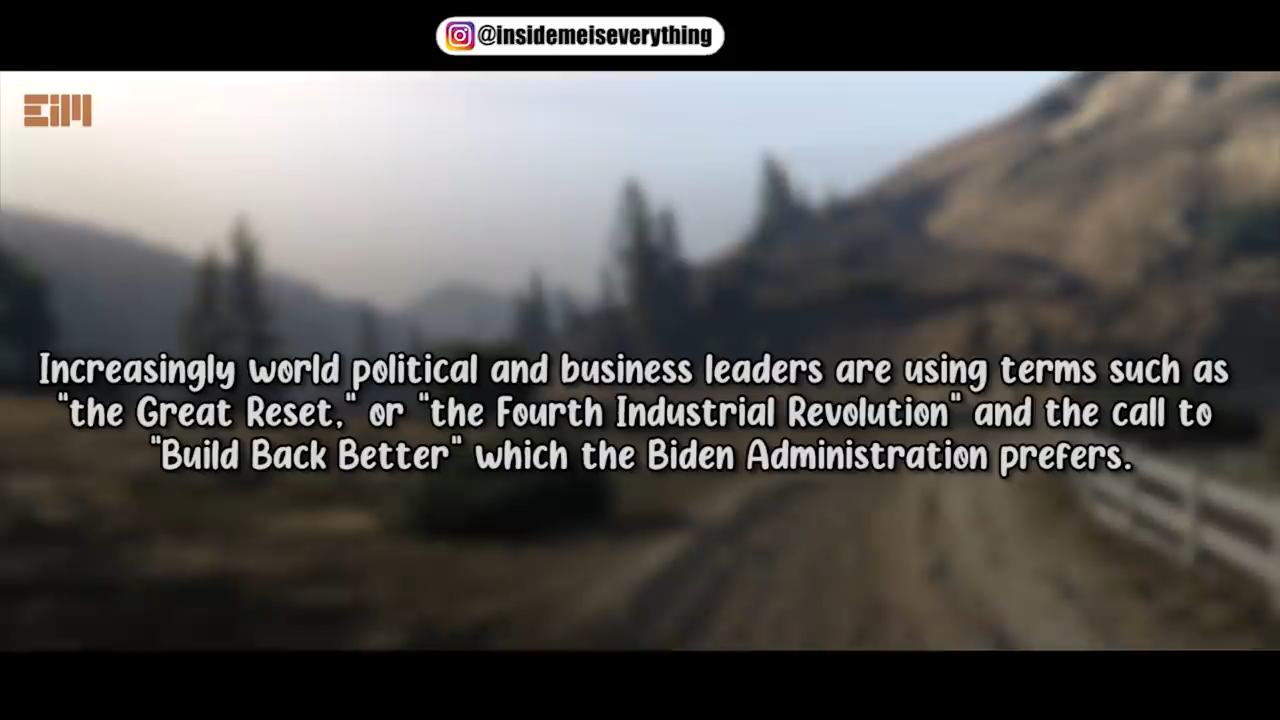 @insidemeiseverything
EiM
Increasingly world political and business leaders are using terms such as
"the Great Reset," or "the Fourth Industrial Revolution" and the call to
"Build Back Better" which the Biden Administration prefers.